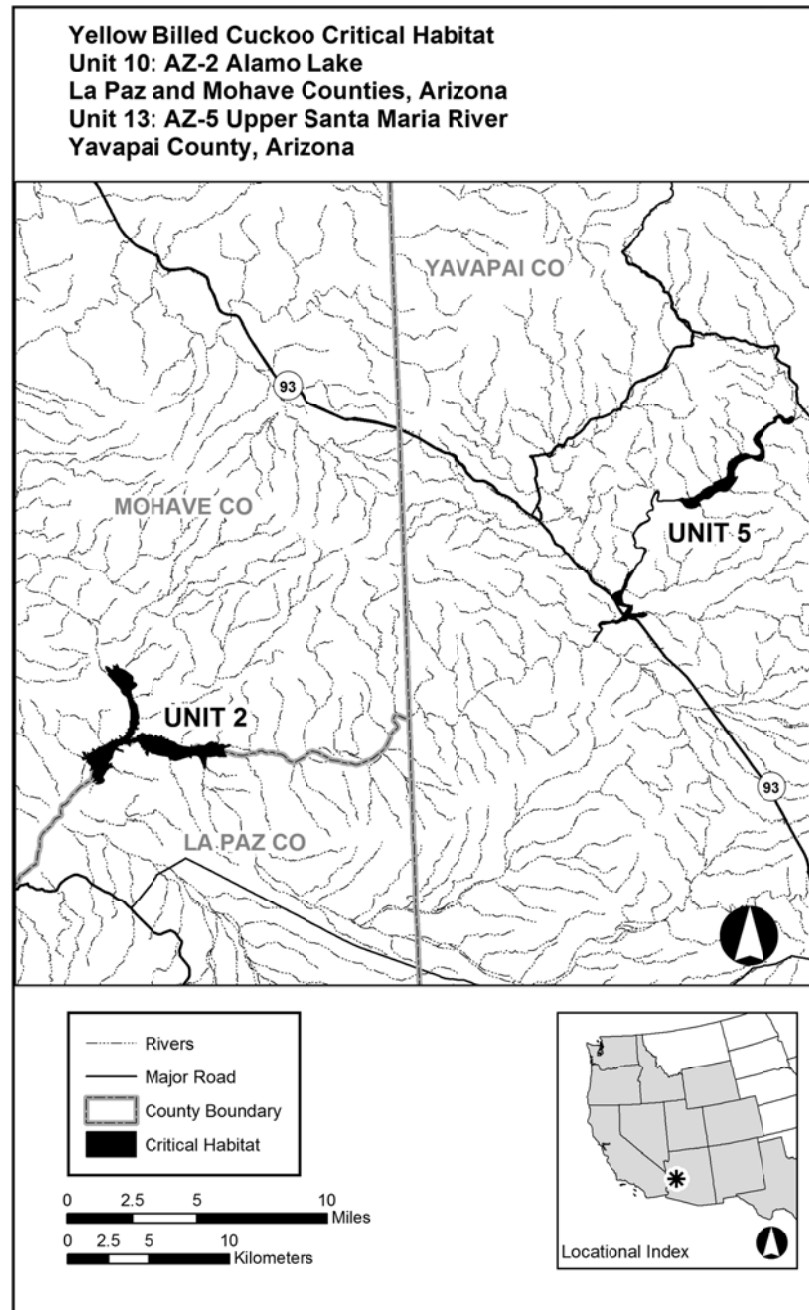 Yellow Billed Cuckoo Critical Habitat
Unit 10: AZ-2 Alamo Lake
La Paz and Mohave Counties, Arizona
Unit 13: AZ-5 Upper Santa Maria River
Yavapai County, Arizona
YAVAPAI CO
93
MOHAVE CO
UNIT 5
UNIT 2
93
LA PAZ CO
Rivers
Major Road
County Boundary
Critical Habitat
0 2.5 5 10
Miles
0 2.5 5 10
Kilometers
Locational Index